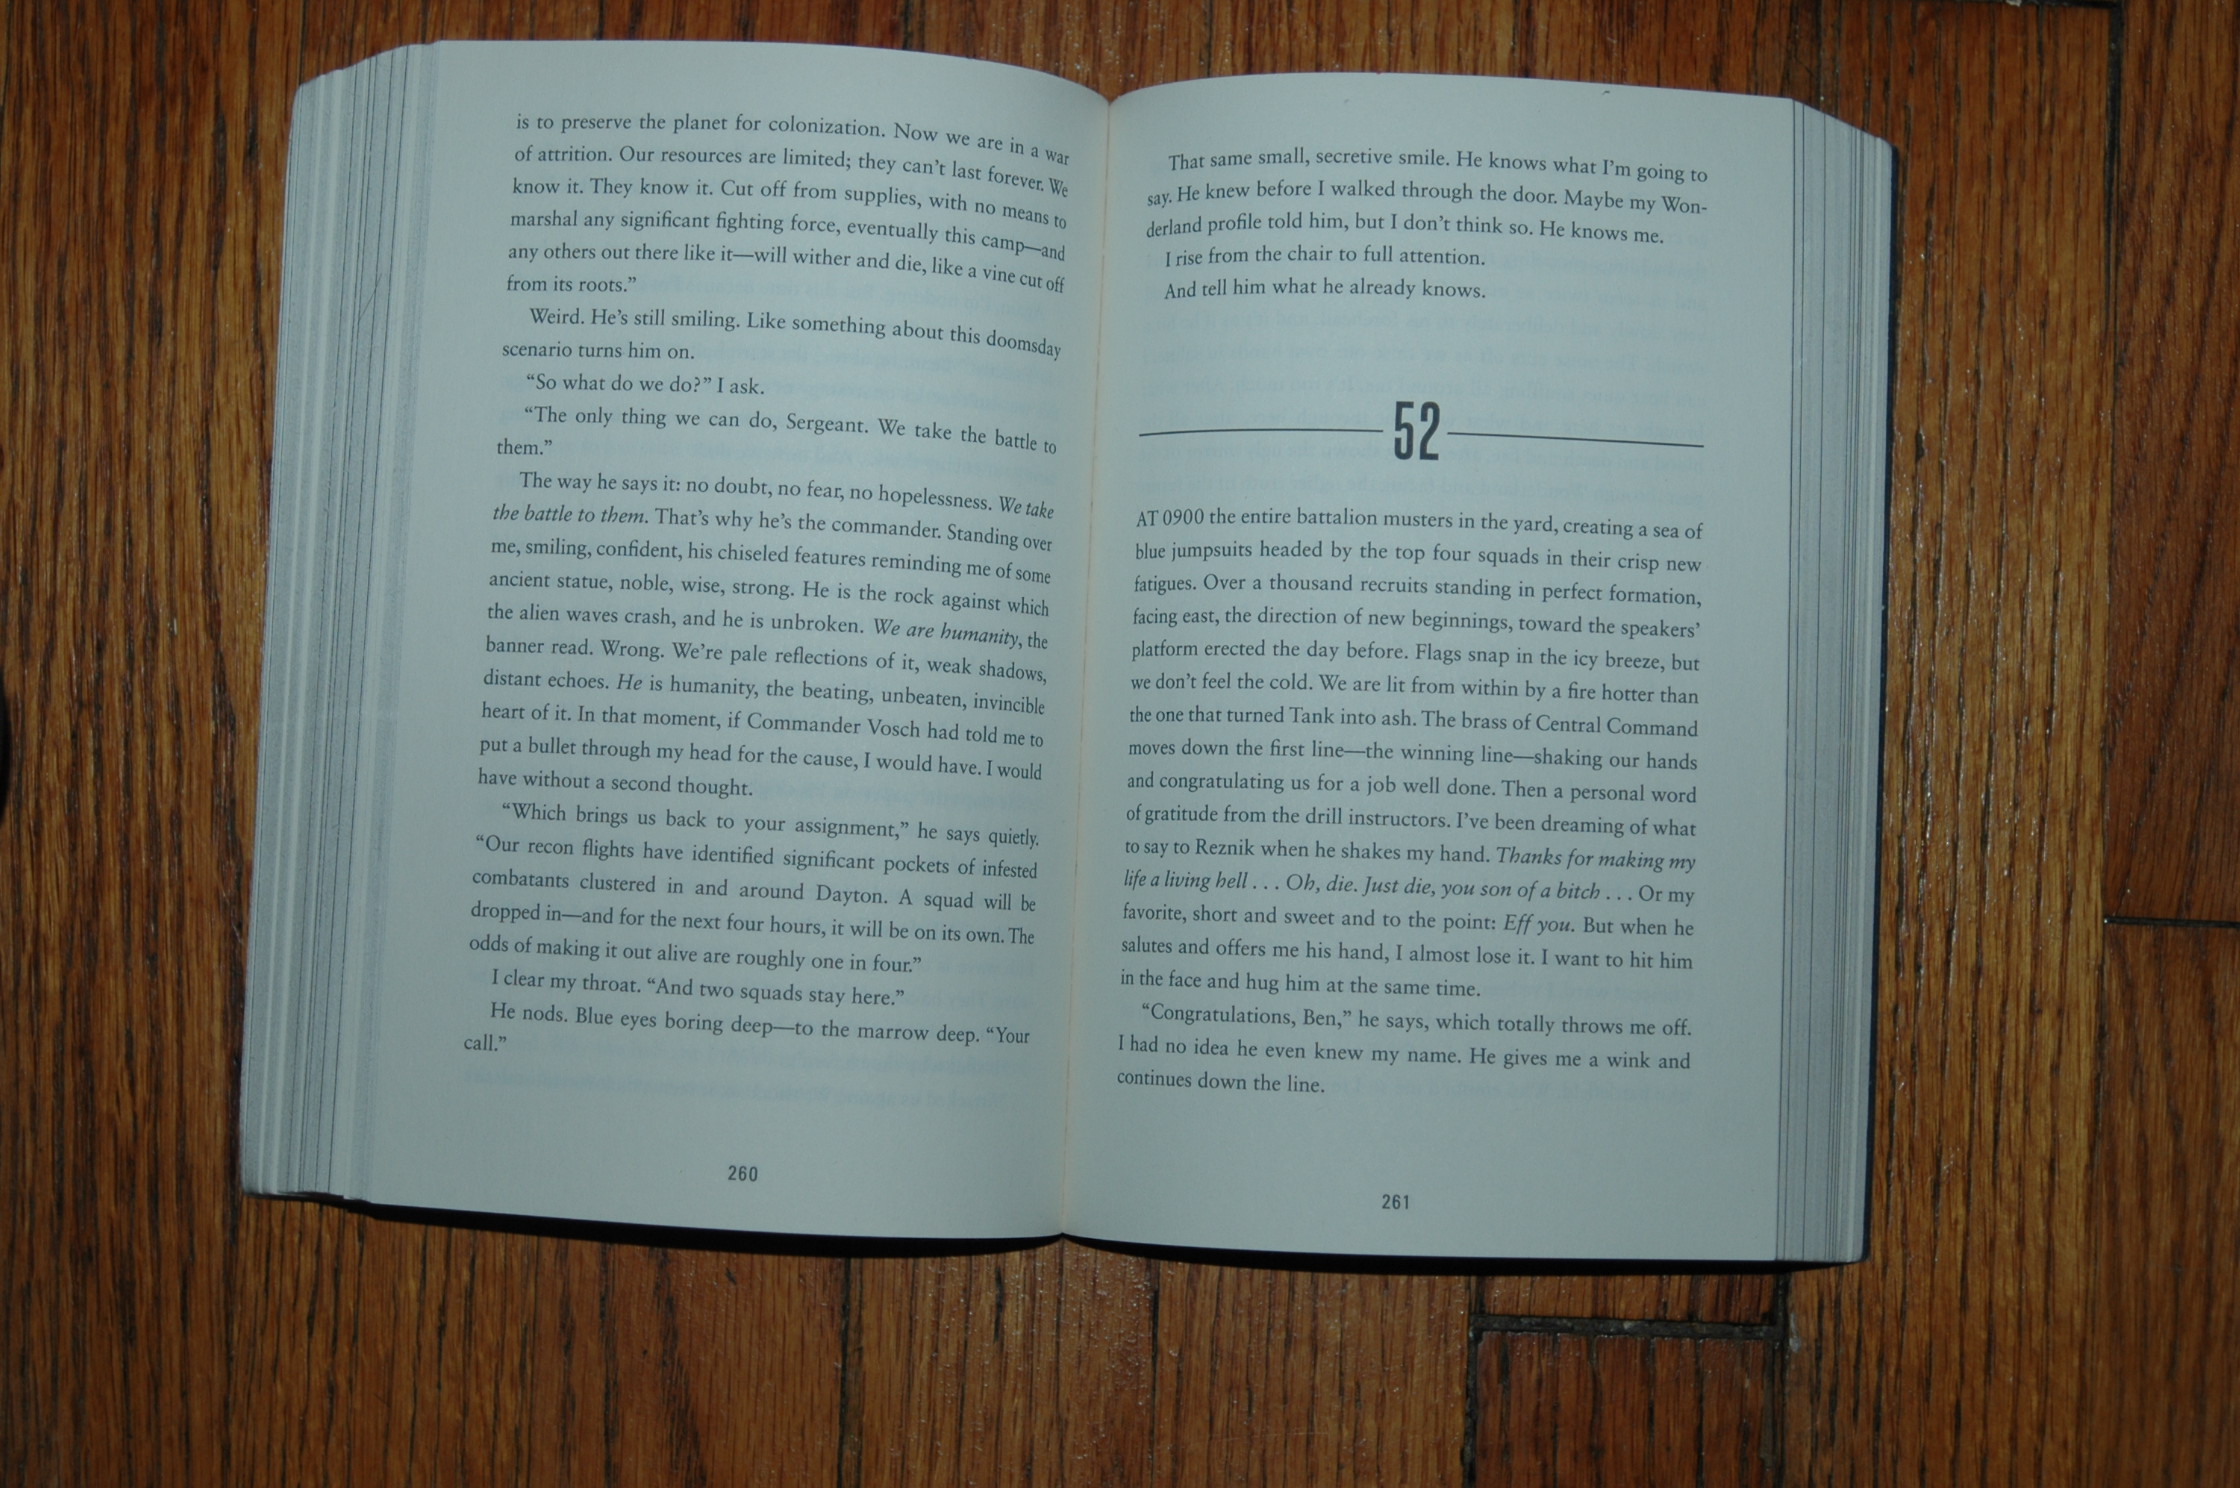 is to preserve the planet for colonization. Now we are in a war
of attrition. Our resources are limited; they can't last forever. We
know it. They know it. Cut off from supplies, with no means to
marshal any significant fighting force, eventually this camp—and
any others out there like it—will wither and die, like a vine cut off
from its roots."
Weird. He's still smiling. Like something about this doomsday
scenario turns him on.
"So what do we do?" I ask.
"The only thing we can do, Sergeant. We take the battle to
them."
The way he says it: no doubt, no fear, no hopelessness. We take
the battle to them. That's why he's the commander. Standing over
me, smiling, confident, his chiseled features reminding me of some
ancient statue, noble, wise, strong. He is the rock against which
the alien waves crash, and he is unbroken. We are humanity, the
banner read. Wrong. We're pale reflections of it, weak shadows,
distant echoes. He is humanity, the beating, unbeaten, invincible
heart of it. In that moment, if Commander Vosch had told me to
put a bullet through my head for the cause, I would have. I would
have without a second thought.
"Which brings us back to your assignment," he says quietly.
"Our recon flights have identified significant pockets of infested
combatants clustered in and around Dayton. A squad will be
dropped in—and for the next four hours, it will be on its own. The
odds of making it out alive are roughly one in four."
I clear my throat. "And two squads stay here."
He nods. Blue eyes boring deep—to the marrow deep. "Your
call."
260
That same small, secretive smile. He knows what I'm going to
say. He knew before I walked through the door. Maybe my Won-
derland profile told him, but I don't think so. He knows me.
I rise from the chair to full attention.
And tell him what he already knows.
52
AT 0900 the entire battalion musters in the yard, creating a sea of
blue jumpsuits headed by the top four squads in their crisp new
fatigues. Over a thousand recruits standing in perfect formation,
facing east, the direction of new beginnings, toward the speakers'
platform erected the day before. Flags snap in the icy breeze, but
we don't feel the cold. We are lit from within by a fire hotter than
the one that turned Tank into ash. The brass of Central Command
moves down the first line—the winning line—shaking our hands
and congratulating us for a job well done. Then a personal word
of gratitude from the drill instructors. I've been dreaming of what
to say to Reznik when he shakes my hand. Thanks for making my
life a living hell . . . Oh, die. Just die, you son of a bitch . . . Or my
favorite, short and sweet and to the point: Eff you. But when he
salutes and offers me his hand, I almost lose it. I want to hit him
in the face and hug him at the same time.
"Congratulations, Ben," he says, which totally throws me off.
I had no idea he even knew my name. He gives me a wink and
continues down the line.
261